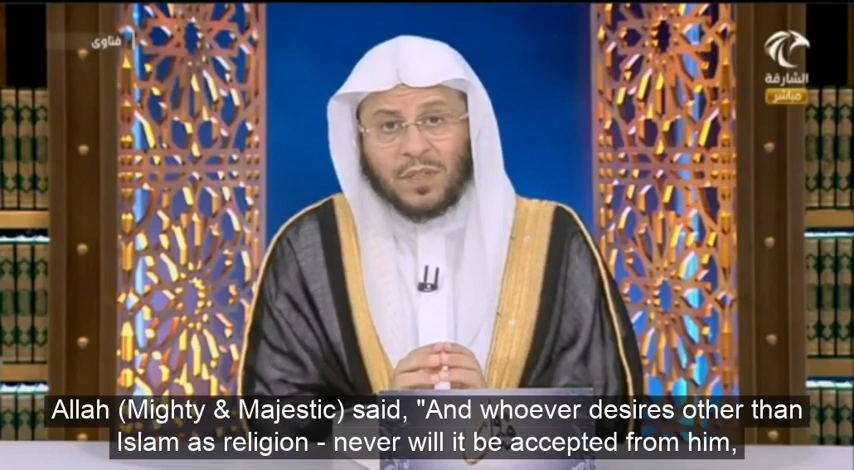 فتاوى
الشارقة
مباشر
Allah (Mighty & Majestic) said, "And whoever desires other than
Islam as religion - never will it be accepted from him,